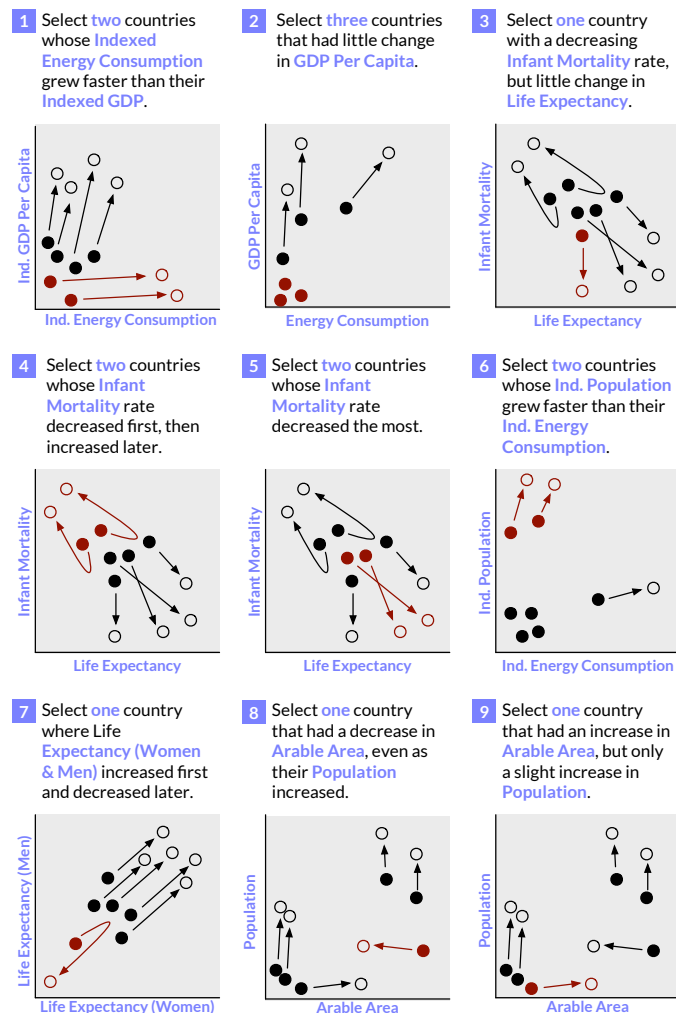 1
Select two countries
whose Indexed
Energy Consumption
grew faster than their
Indexed GDP.
Ind. GDP Per Capita
Ind. Energy Consumption
2
Select three countries
that had little change
in GDP Per Capita.
GDP Per Capita
Energy Consumption
3
Select one country
with a decreasing
Infant Mortality rate,
but little change in
Life Expectancy.
Infant Mortality
Life Expectancy
4
Select two countries
whose Infant
Mortality rate
decreased first, then
increased later.
Infant Mortality
Life Expectancy
5
Select two countries
whose Infant
Mortality rate
decreased the most.
Infant Mortality
Life Expectancy
6
Select two countries
whose Ind. Population
grew faster than their
Ind. Energy
Consumption.
Ind. Population
Ind. Energy Consumption
7
Select one country
where Life
Expectancy (Women
& Men) increased first
and decreased later.
Life Expectancy (Men)
Life Expectancy (Women)
8
Select one country
that had a decrease in
Arable Area, even as
their Population
increased.
Population
Arable Area
9
Select one country
that had an increase in
Arable Area, but only
a slight increase in
Population.
Population
Arable Area